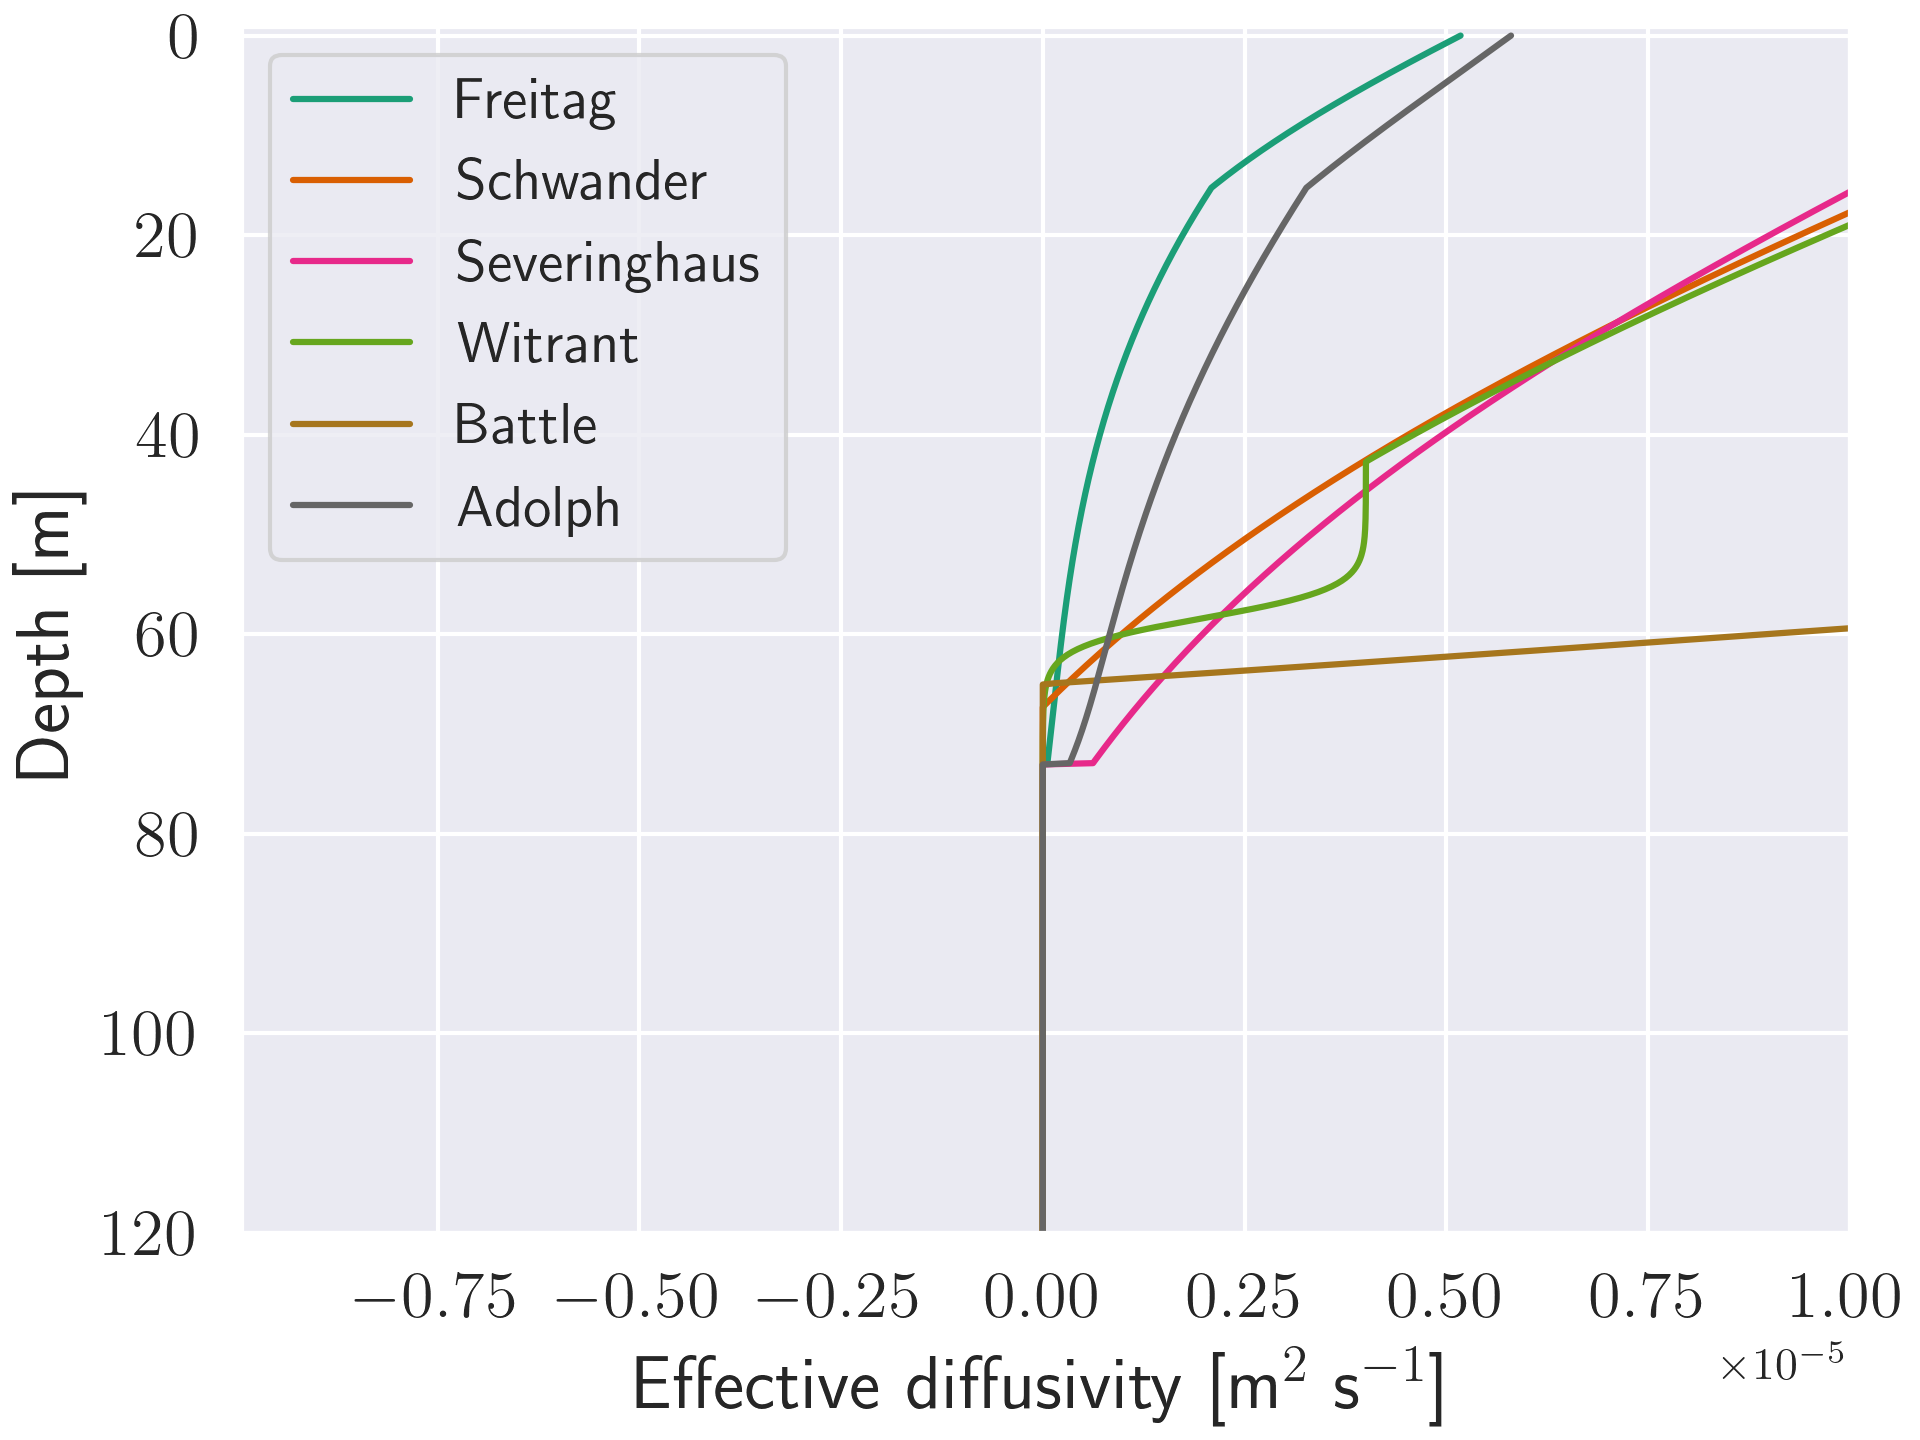 0
20
40
60
80
100
120
Depth [m]
Freitag
Schwander
Severinghaus
Witrant
Battle
Adolph
−0.75 −0.50 −0.25 0.00 0.25 0.50 0.75 1.00
×10⁻⁵
Effective diffusivity [m² s⁻¹]